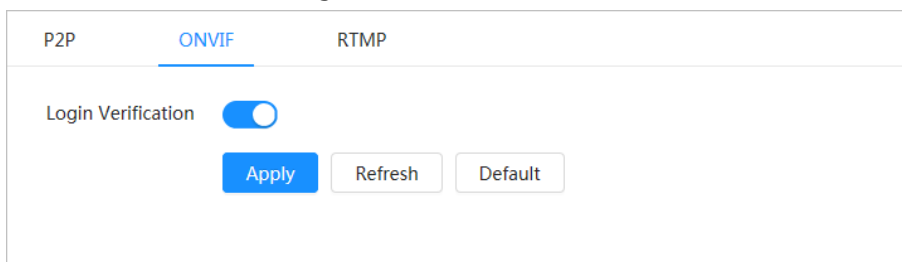 P2P ONVIF RTMP
Login Verification
Apply Refresh Default